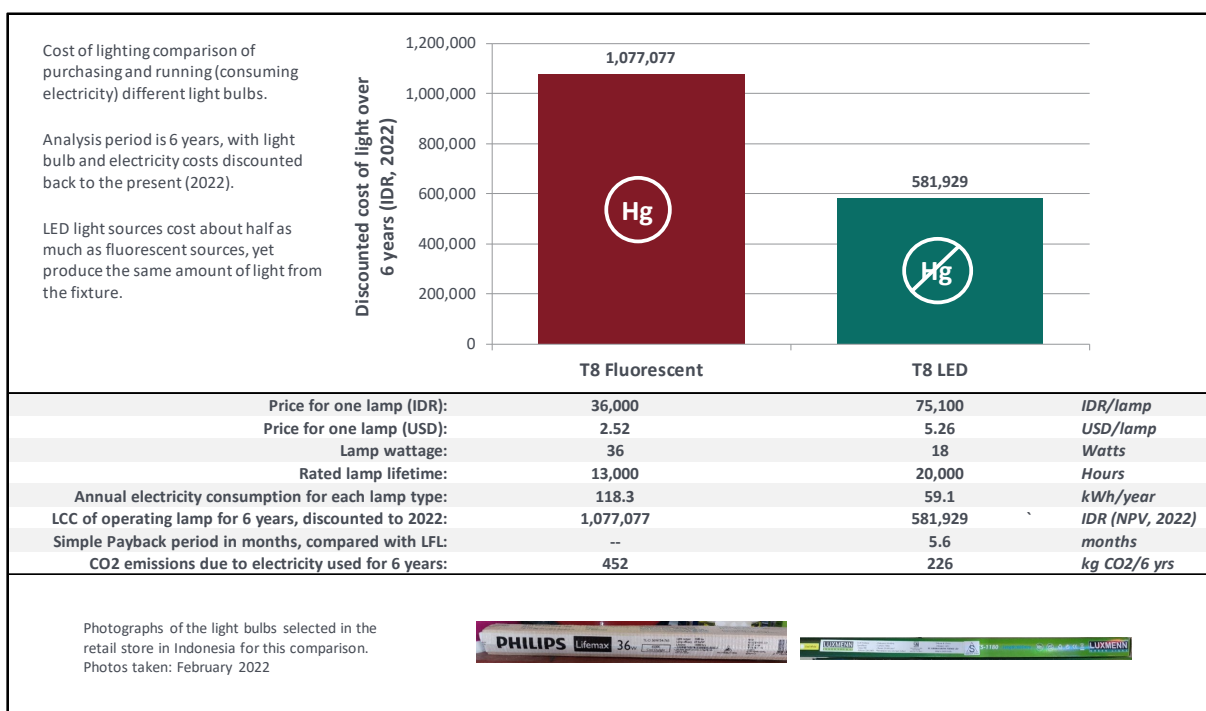 Cost of lighting comparison of
purchasing and running (consuming
electricity) different light bulbs.
Analysis period is 6 years, with light
bulb and electricity costs discounted
back to the present (2022).
LED light sources cost about half as
much as fluorescent sources, yet
produce the same amount of light from
the fixture.
Discounted cost of light over
6 years (IDR, 2022)
1,200,000
1,000,000
800,000
600,000
400,000
200,000
0
1,077,077
Hg
581,929
Hg
T8 Fluorescent T8 LED
Price for one lamp (IDR): 36,000 75,100 IDR/lamp
Price for one lamp (USD): 2.52 5.26 USD/lamp
Lamp wattage: 36 18 Watts
Rated lamp lifetime: 13,000 20,000 Hours
Annual electricity consumption for each lamp type: 118.3 59.1 kWh/year
LCC of operating lamp for 6 years, discounted to 2022: 1,077,077 581,929 ` IDR (NPV, 2022)
Simple Payback period in months, compared with LFL: -- 5.6 months
CO2 emissions due to electricity used for 6 years: 452 226 kg CO2/6 yrs
Photographs of the light bulbs selected in the
retail store in Indonesia for this comparison.
Photos taken: February 2022
PHILIPS Lifemax 36w
LUXMENN LUXMENN